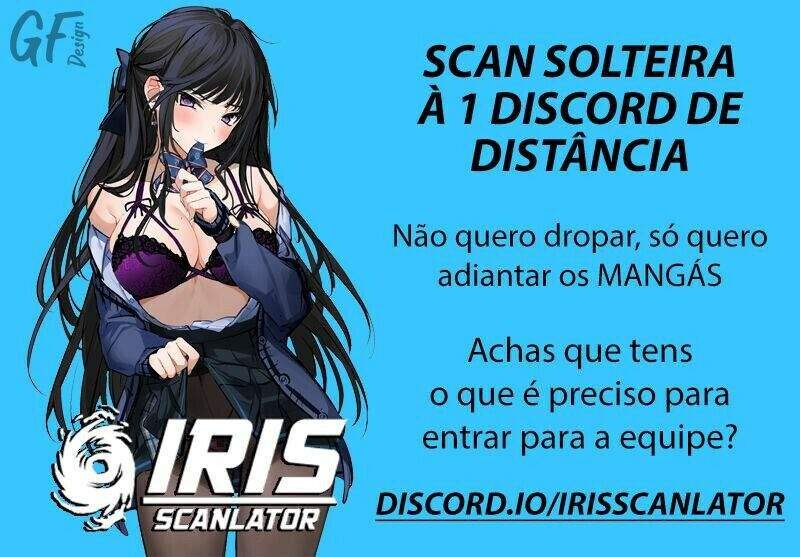 GF
Design
SCAN SOLTEIRA
À 1 DISCORD DE
DISTÂNCIA
Não quero dropar, só quero
adiantar os MANGÁS
Achas que tens
o que é preciso para
entrar para a equipe?
IRIS
SCANLATOR
DISCORD.IO/IRISSCANLATOR